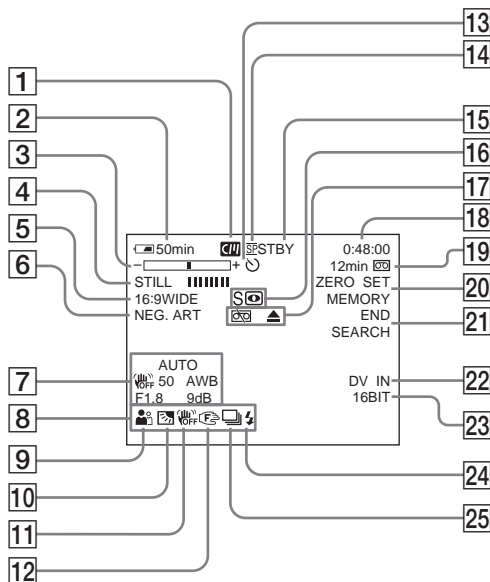 13
14
1
2
15
3
16
4
17
5
18
6
50min
SP STBY
0:48:00
19
− +
12min
STILL
ZERO SET
20
16:9WIDE
S
MEMORY
NEG. ART
END
21
SEARCH
AUTO
7
OFF 50 AWB
DV IN
22
F1.8 9dB
16BIT
23
8
OFF
F
9
24
10
25
11
12